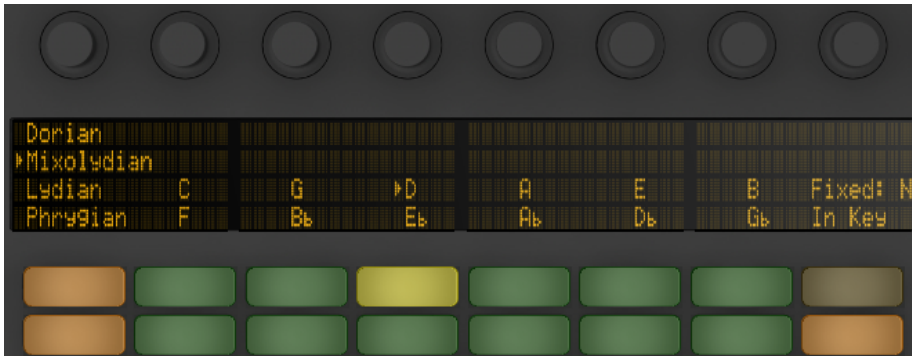 Dorian
▸Mixolydian
Lydian C G ▸D A E B Fixed: N
Phrygian F B♭ E♭ A♭ D♭ G♭ In Key